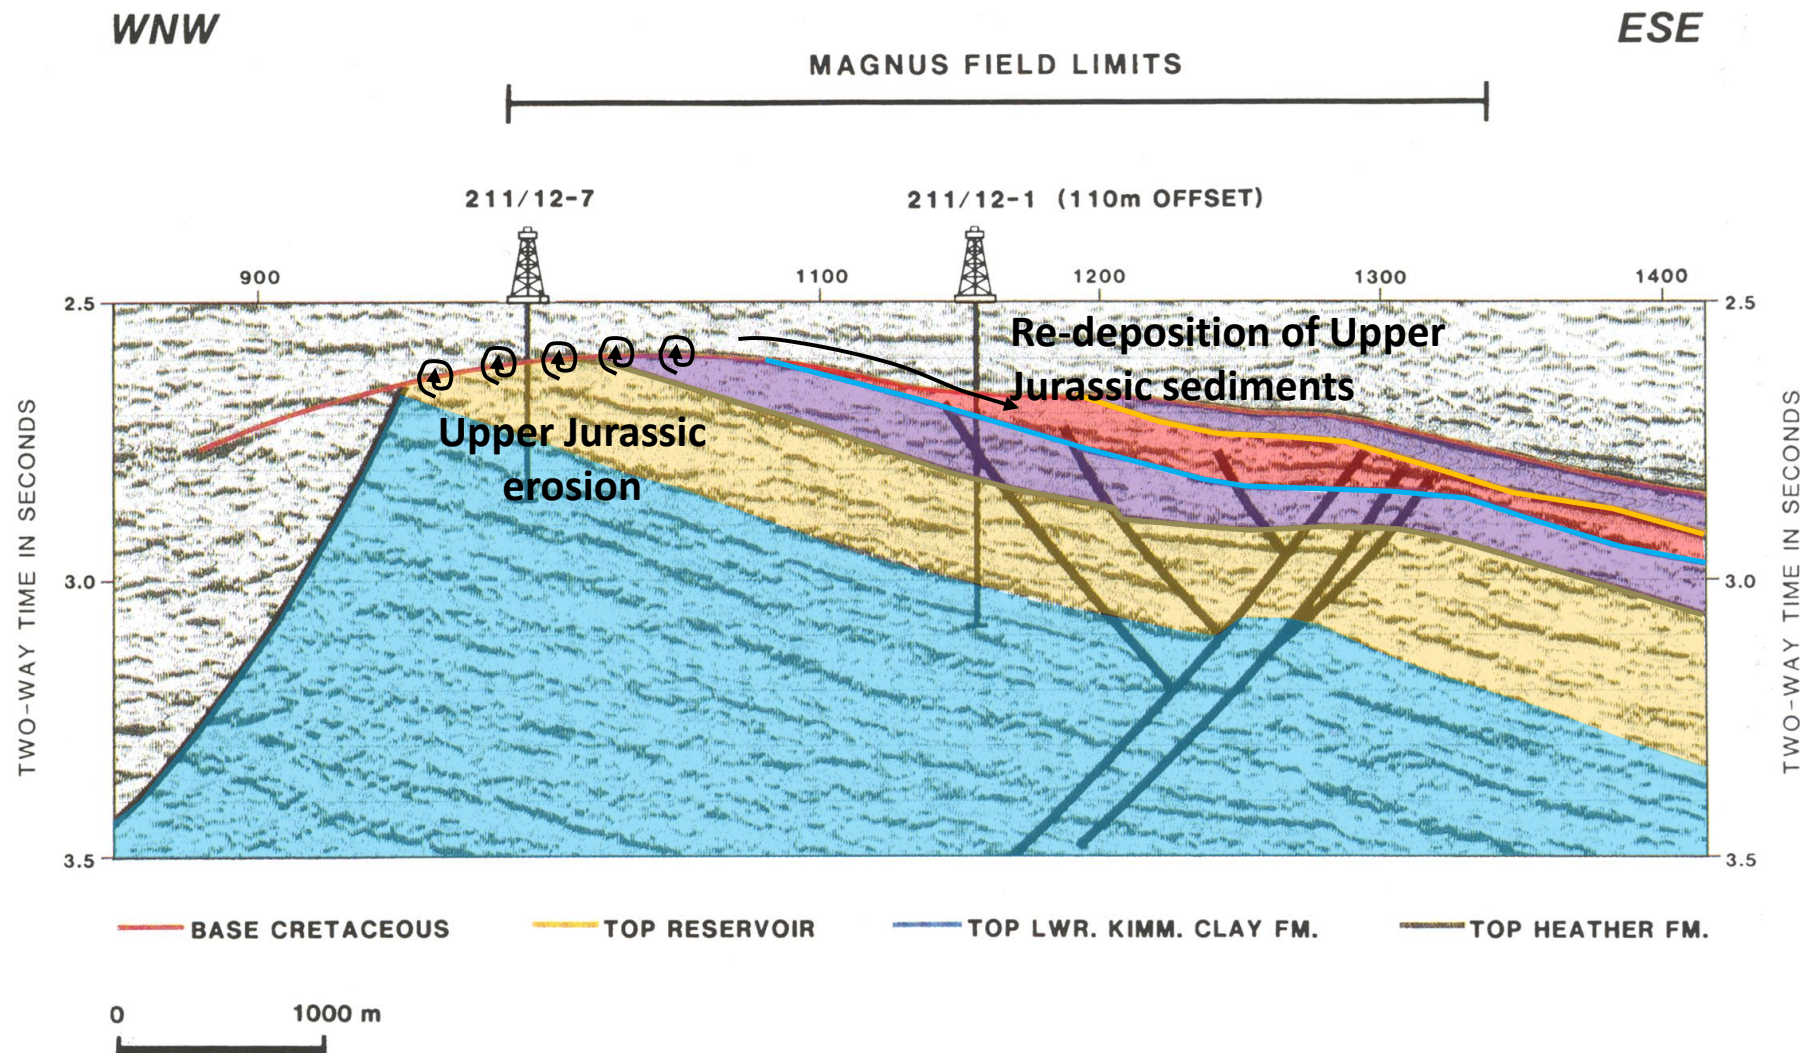 WNW
ESE
MAGNUS FIELD LIMITS
211/12-7
211/12-1 (110m OFFSET)
900
1100
1200
1300
1400
2.5
2.5
Re-deposition of Upper
Jurassic sediments
Upper Jurassic
erosion
TWO-WAY TIME IN SECONDS
TWO-WAY TIME IN SECONDS
3.0
3.0
3.5
3.5
BASE CRETACEOUS
TOP RESERVOIR
TOP LWR. KIMM. CLAY FM.
TOP HEATHER FM.
0
1000 m